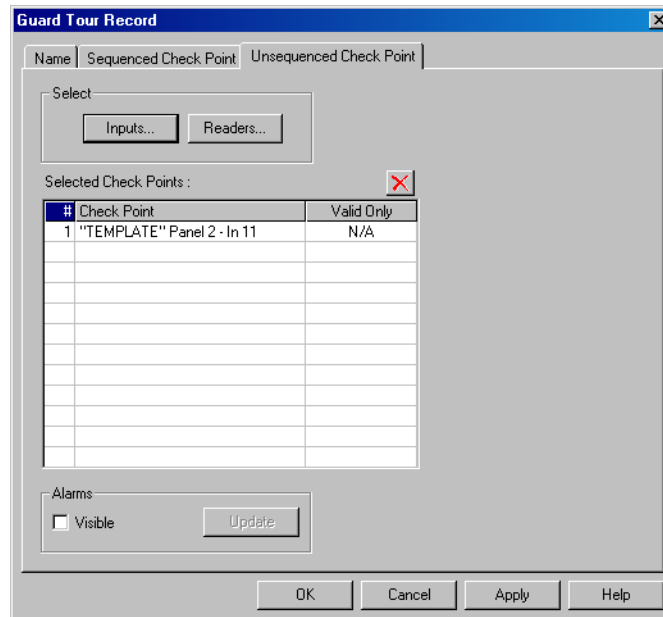 Guard Tour Record
Name Sequenced Check Point Unsequenced Check Point
Select
Inputs... Readers...
Selected Check Points :
# Check Point Valid Only
1 "TEMPLATE" Panel 2 - In 11 N/A
Alarms
Visible Update
OK Cancel Apply Help